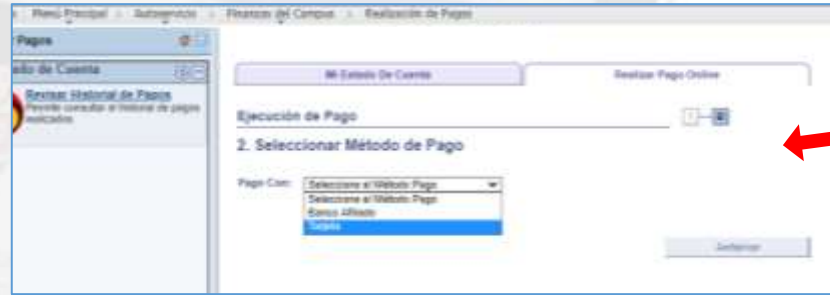 Menú Principal Autoservicio Finanzas del Campus Realización de Pagos
Pagos
de Cuenta
Revisar Historial de Pagos
Permite consultar el historial de pagos
realizados
Mi Estado De Cuenta
Realizar Pago Online
Ejecución de Pago
2. Seleccionar Método de Pago
Pago Con:
Seleccione el Método Pago
Seleccione el Método Pago
Banco Afiliado
Tarjeta
Anterior